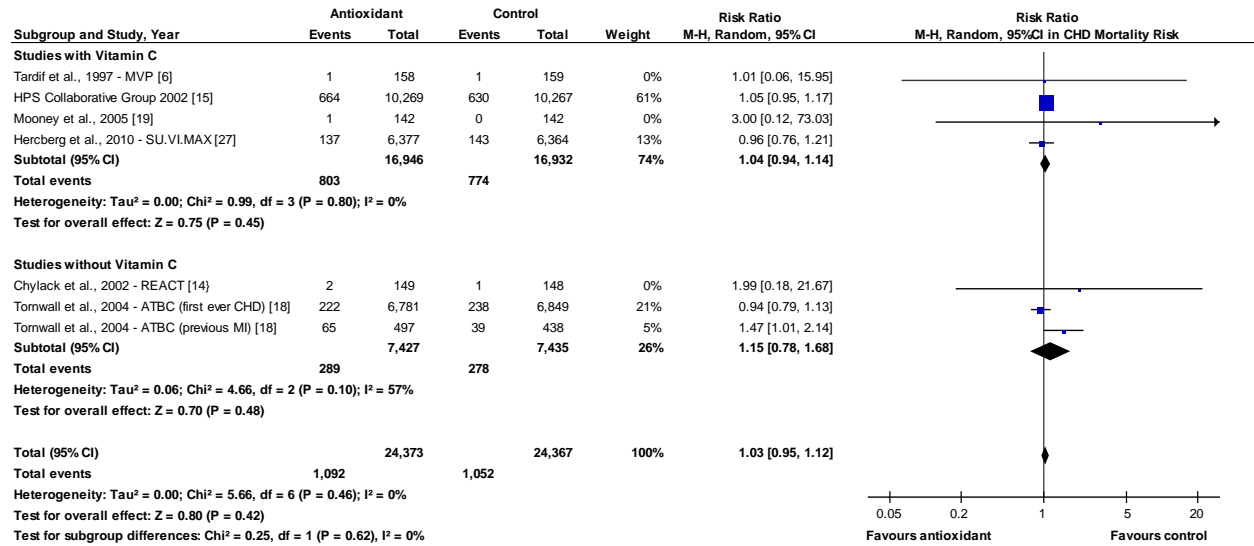 Antioxidant Control Risk Ratio Risk Ratio
Subgroup and Study, Year Events Total Events Total Weight M-H, Random, 95% CI M-H, Random, 95%CI in CHD Mortality Risk
Studies with Vitamin C
Tardif et al., 1997 - MVP [6] 1 158 1 159 0% 1.01 [0.06, 15.95]
HPS Collaborative Group 2002 [15] 664 10,269 630 10,267 61% 1.05 [0.95, 1.17]
Mooney et al., 2005 [19] 1 142 0 142 0% 3.00 [0.12, 73.03]
Hercberg et al., 2010 - SU.VI.MAX [27] 137 6,377 143 6,364 13% 0.96 [0.76, 1.21]
Subtotal (95% CI) 16,946 16,932 74% 1.04 [0.94, 1.14]
Total events 803 774
Heterogeneity: Tau² = 0.00; Chi² = 0.99, df = 3 (P = 0.80); I² = 0%
Test for overall effect: Z = 0.75 (P = 0.45)
Studies without Vitamin C
Chylack et al., 2002 - REACT [14} 2 149 1 148 0% 1.99 [0.18, 21.67]
Tornwall et al., 2004 - ATBC (first ever CHD) [18] 222 6,781 238 6,849 21% 0.94 [0.79, 1.13]
Tornwall et al., 2004 - ATBC (previous MI) [18] 65 497 39 438 5% 1.47 [1.01, 2.14]
Subtotal (95% CI) 7,427 7,435 26% 1.15 [0.78, 1.68]
Total events 289 278
Heterogeneity: Tau² = 0.06; Chi² = 4.66, df = 2 (P = 0.10); I² = 57%
Test for overall effect: Z = 0.70 (P = 0.48)
Total (95% CI) 24,373 24,367 100% 1.03 [0.95, 1.12]
Total events 1,092 1,052
Heterogeneity: Tau² = 0.00; Chi² = 5.66, df = 6 (P = 0.46); I² = 0%
Test for overall effect: Z = 0.80 (P = 0.42)
Test for subgroup differences: Chi² = 0.25, df = 1 (P = 0.62), I² = 0%
0.05 0.2 1 5 20
Favours antioxidant Favours control